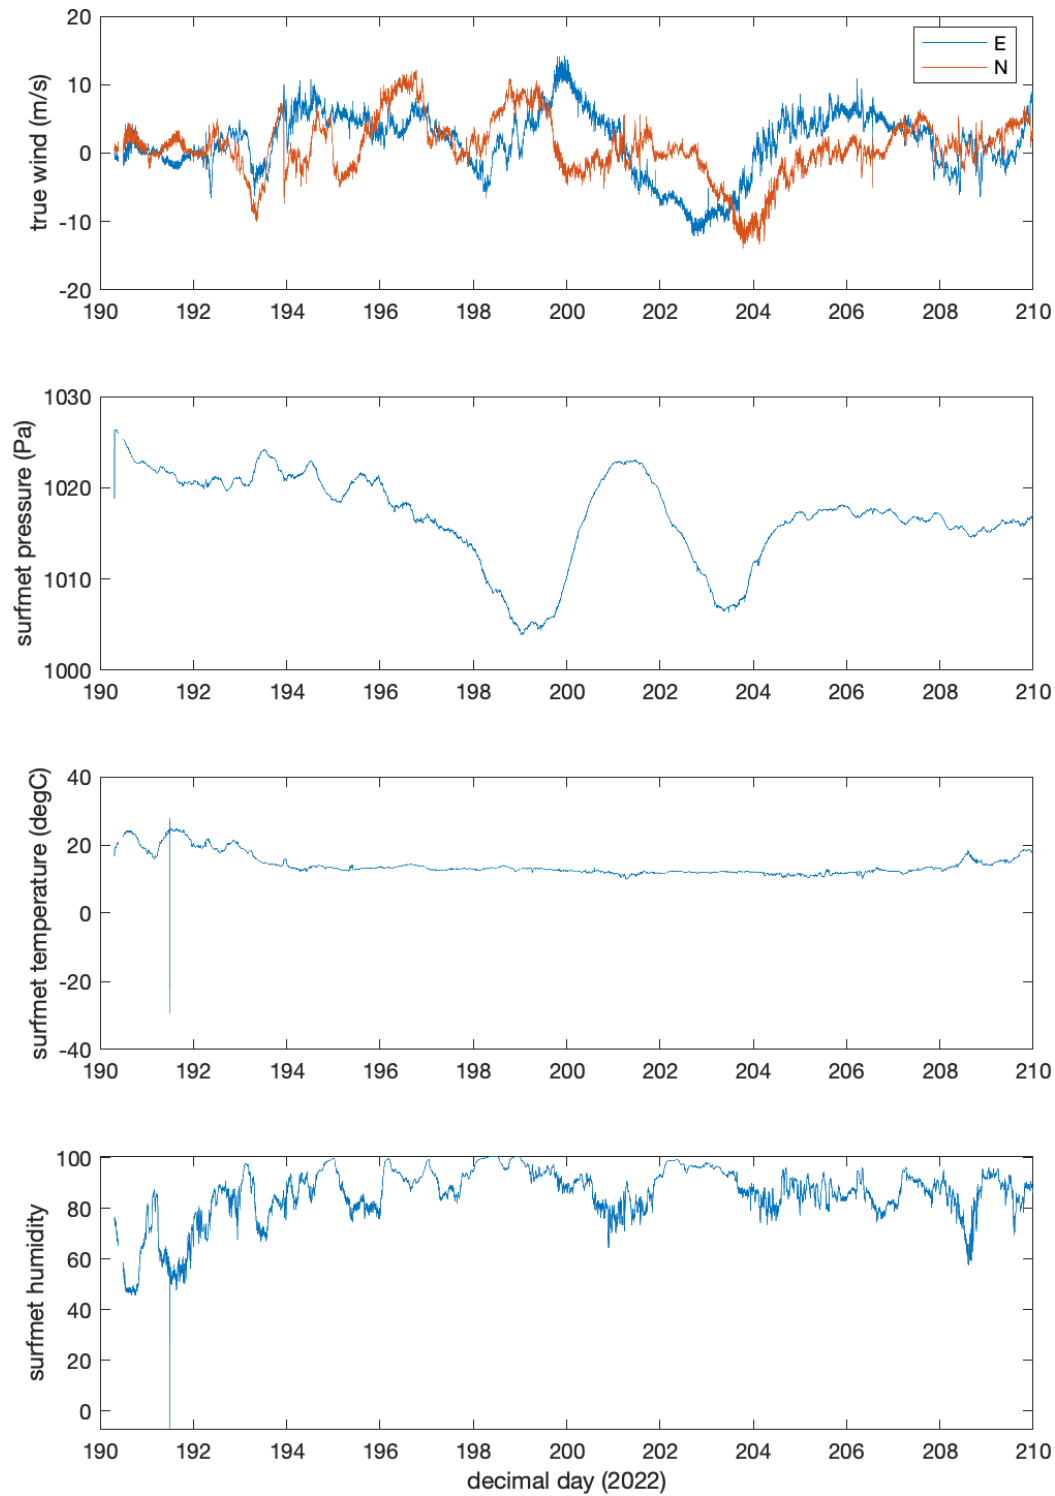 20
10
0
-10
-20
true wind (m/s)
E
N
190 192 194 196 198 200 202 204 206 208 210
1030
1020
1010
1000
surfmet pressure (Pa)
190 192 194 196 198 200 202 204 206 208 210
40
20
0
-20
-40
surfmet temperature (degC)
190 192 194 196 198 200 202 204 206 208 210
100
80
60
40
20
0
surfmet humidity
190 192 194 196 198 200 202 204 206 208 210
decimal day (2022)